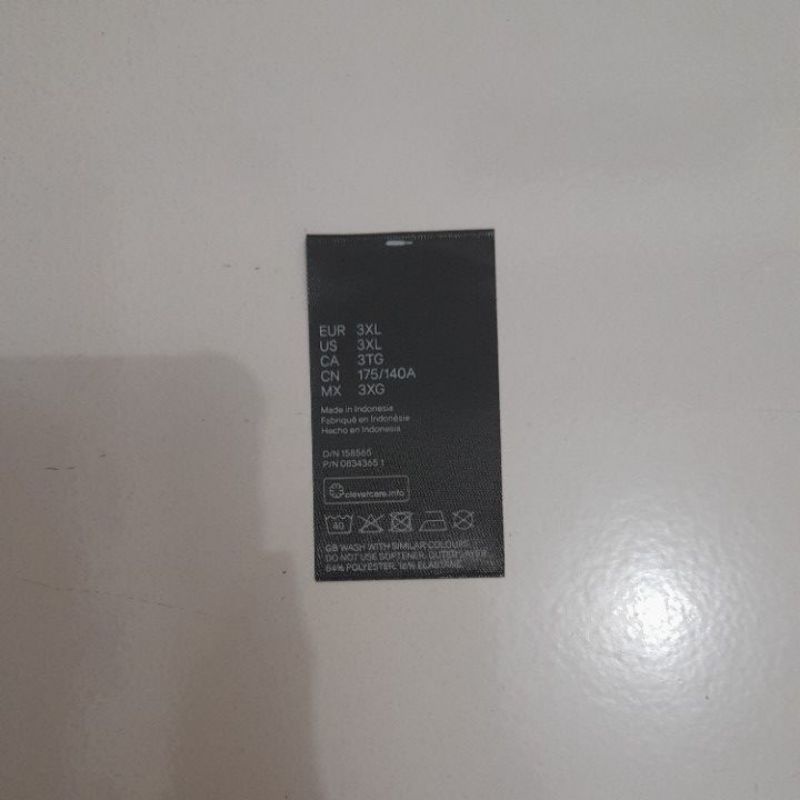 EUR 3XL
US 3XL
CA 3TG
CN 175/140A
MX 3XG
Made in Indonesia
Fabriqué en Indonésie
Hecho en Indonesia
D/N 158565
P/N 0834365 1
clevercare.info
40
GB WASH WITH SIMILAR COLOURS.
DO NOT USE SOFTENER. OUTER LAYER
84% POLYESTER, 16% ELASTANE